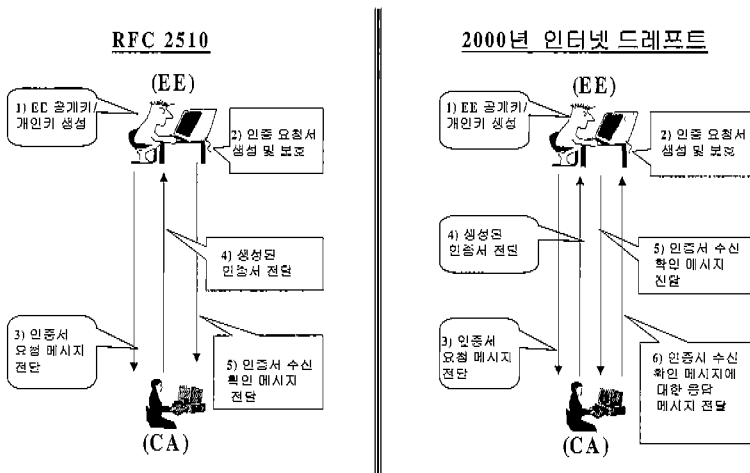 RFC 2510
(EE)
1) EE 공개키/
개인키 생성
2) 인증 요청서
생성 및 보호
4) 생성된
인증서 전달
3) 인증서
요청 메시지
전달
5) 인증서 수신
확인 메시지
전달
(CA)
2000년 인터넷 드래프트
(EE)
1) EE 공개키/
개인키 생성
2) 인증 요청서
생성 및 보호
4) 생성된
인증서 전달
5) 인증서 수신
확인 메시지
전달
3) 인증서
요청 메시지
전달
6) 인증서 수신
확인 메시지에
대한 응답
메시지 전달
(CA)